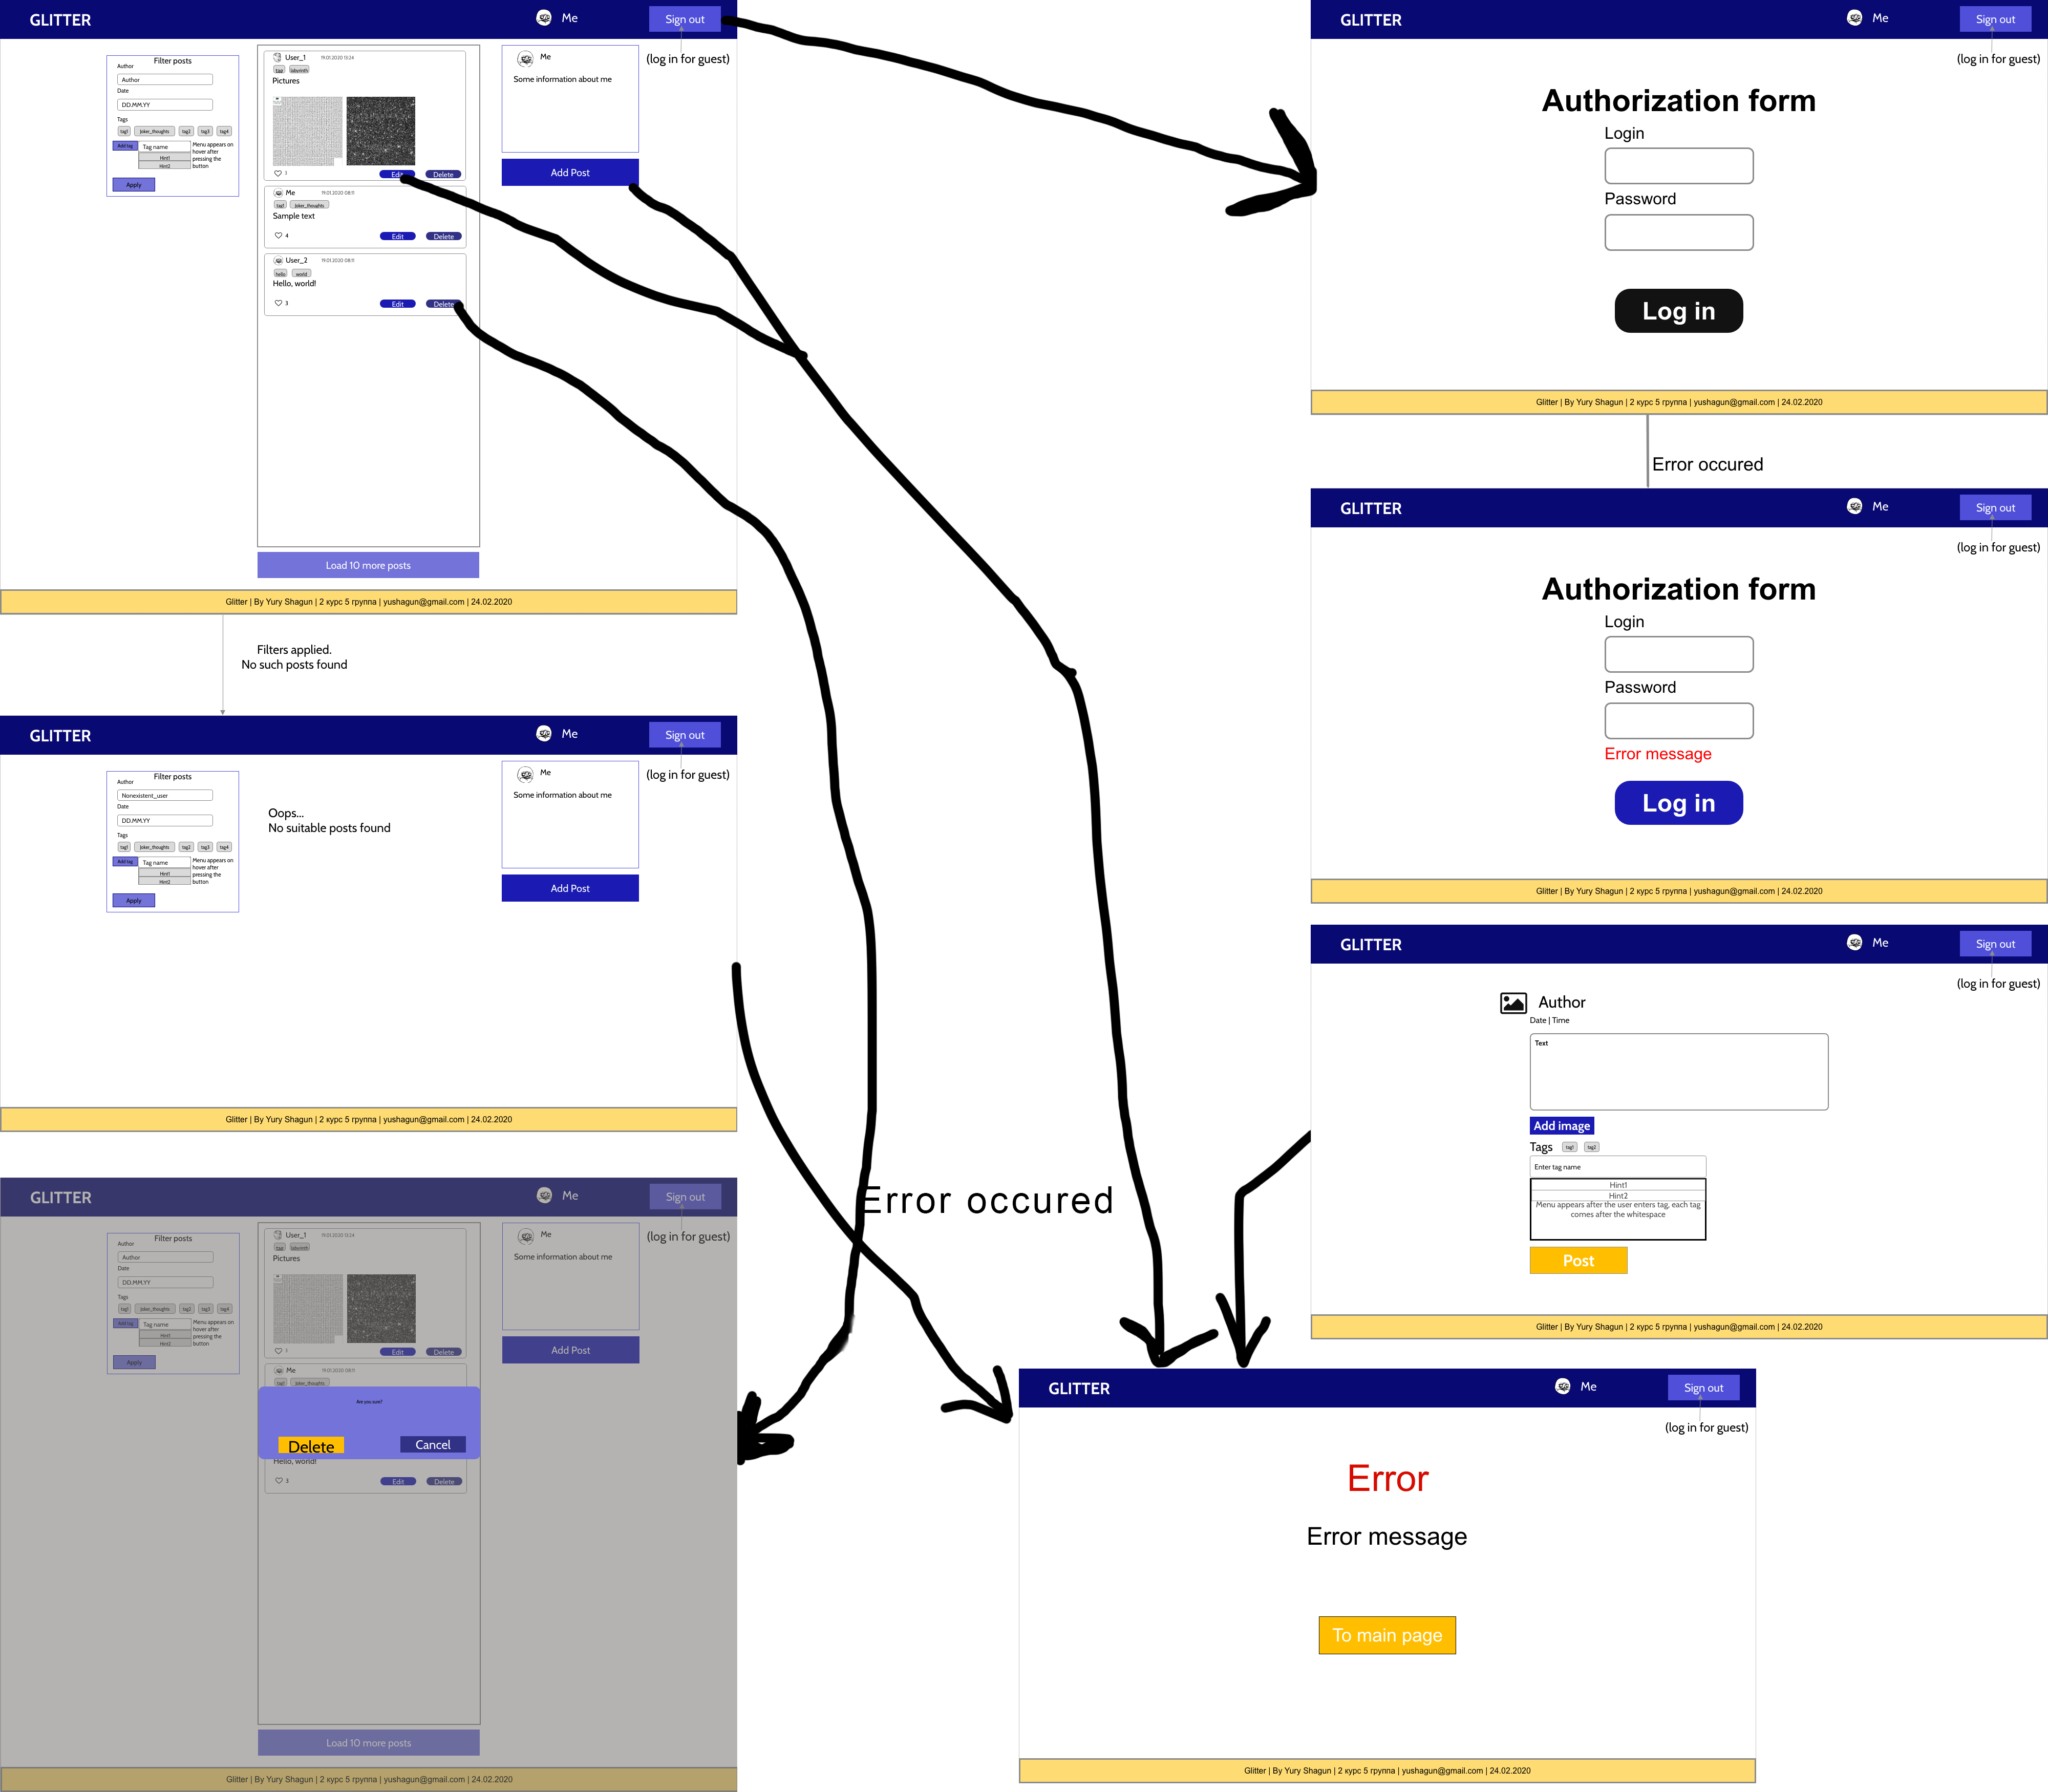 GLITTER
Me
Sign out
(log in for guest)
Filter posts
Author
Author
Date
DD.MM.YY
Tags
tag1 Joker_thoughts tag2 tag3 tag4
Add tag
Tag name
Hint1
Hint2
Menu appears on
hover after
pressing the
button
Apply
User_1 19.01.2020 13:24
tag labyrinth
Pictures
Edit Delete
Me 19.01.2020 08:11
tag1 Joker_thoughts
Sample text
4 Edit Delete
User_2 19.01.2020 08:11
hello world
Hello, world!
3 Edit Delete
Load 10 more posts
Me
Some information about me
Add Post
Glitter | By Yury Shagun | 2 курс 5 группа | yushagun@gmail.com | 24.02.2020
Filters applied.
No such posts found
GLITTER
Me
Sign out
(log in for guest)
Filter posts
Author
Nonexistent_user
Date
DD.MM.YY
Tags
tag1 Joker_thoughts tag2 tag3 tag4
Add tag
Tag name
Hint1
Hint2
Menu appears on
hover after
pressing the
button
Apply
Oops...
No suitable posts found
Me
Some information about me
Add Post
Glitter | By Yury Shagun | 2 курс 5 группа | yushagun@gmail.com | 24.02.2020
GLITTER
Me
Sign out
(log in for guest)
Filter posts
Author
Author
Date
DD.MM.YY
Tags
tag1 Joker_thoughts tag2 tag3 tag4
Add tag
Tag name
Hint1
Hint2
Menu appears on
hover after
pressing the
button
Apply
User_1 19.01.2020 13:24
tag labyrinth
Pictures
Edit Delete
Me 19.01.2020 08:11
tag1 Joker_thoughts
Are you sure?
Delete Cancel
Hello, world!
3 Edit Delete
Load 10 more posts
Me
Some information about me
Add Post
Glitter | By Yury Shagun | 2 курс 5 группа | yushagun@gmail.com | 24.02.2020
Error occured
GLITTER
Me
Sign out
(log in for guest)
Authorization form
Login
Password
Log in
Glitter | By Yury Shagun | 2 курс 5 группа | yushagun@gmail.com | 24.02.2020
Error occured
GLITTER
Me
Sign out
(log in for guest)
Authorization form
Login
Password
Error message
Log in
Glitter | By Yury Shagun | 2 курс 5 группа | yushagun@gmail.com | 24.02.2020
GLITTER
Me
Sign out
(log in for guest)
Author
Date | Time
Text
Add image
Tags tag1 tag2
Enter tag name
Hint1
Hint2
Menu appears after the user enters tag, each tag
comes after the whitespace
Post
Glitter | By Yury Shagun | 2 курс 5 группа | yushagun@gmail.com | 24.02.2020
GLITTER
Me
Sign out
(log in for guest)
Error
Error message
To main page
Glitter | By Yury Shagun | 2 курс 5 группа | yushagun@gmail.com | 24.02.2020